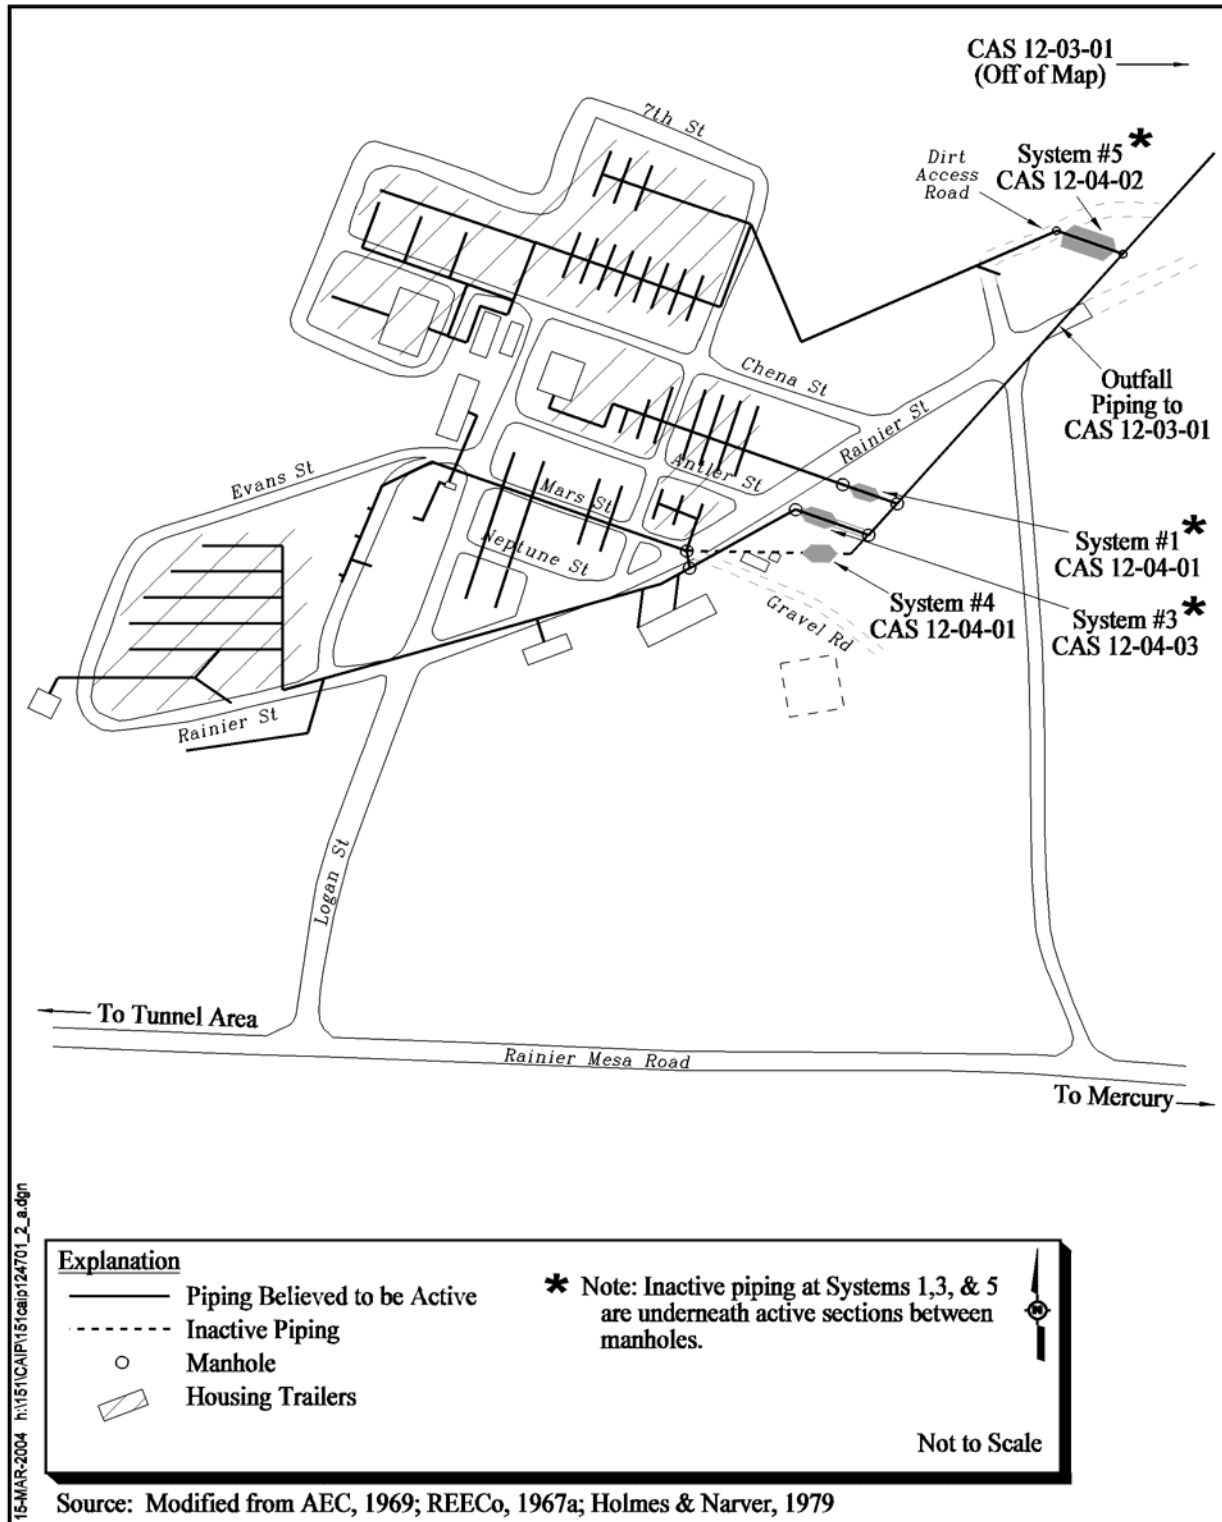 CAS 12-03-01
(Off of Map)
7th St
Dirt
Access
Road
System #5 *
CAS 12-04-02
Chena St
Outfall
Piping to
CAS 12-03-01
Rainier St
Antler St
Evans St
Mars St
Neptune St
System #1 *
CAS 12-04-01
System #4
CAS 12-04-01
System #3 *
CAS 12-04-03
Gravel Rd
Rainier St
Logan St
To Tunnel Area
Rainier Mesa Road
To Mercury
15-MAR-2004 h:\151\CAIP\151caip124701_2_a.dgn
Explanation
Piping Believed to be Active
Inactive Piping
Manhole
Housing Trailers
* Note: Inactive piping at Systems 1,3, & 5
are underneath active sections between
manholes.
N
Not to Scale
Source: Modified from AEC, 1969; REECo, 1967a; Holmes & Narver, 1979